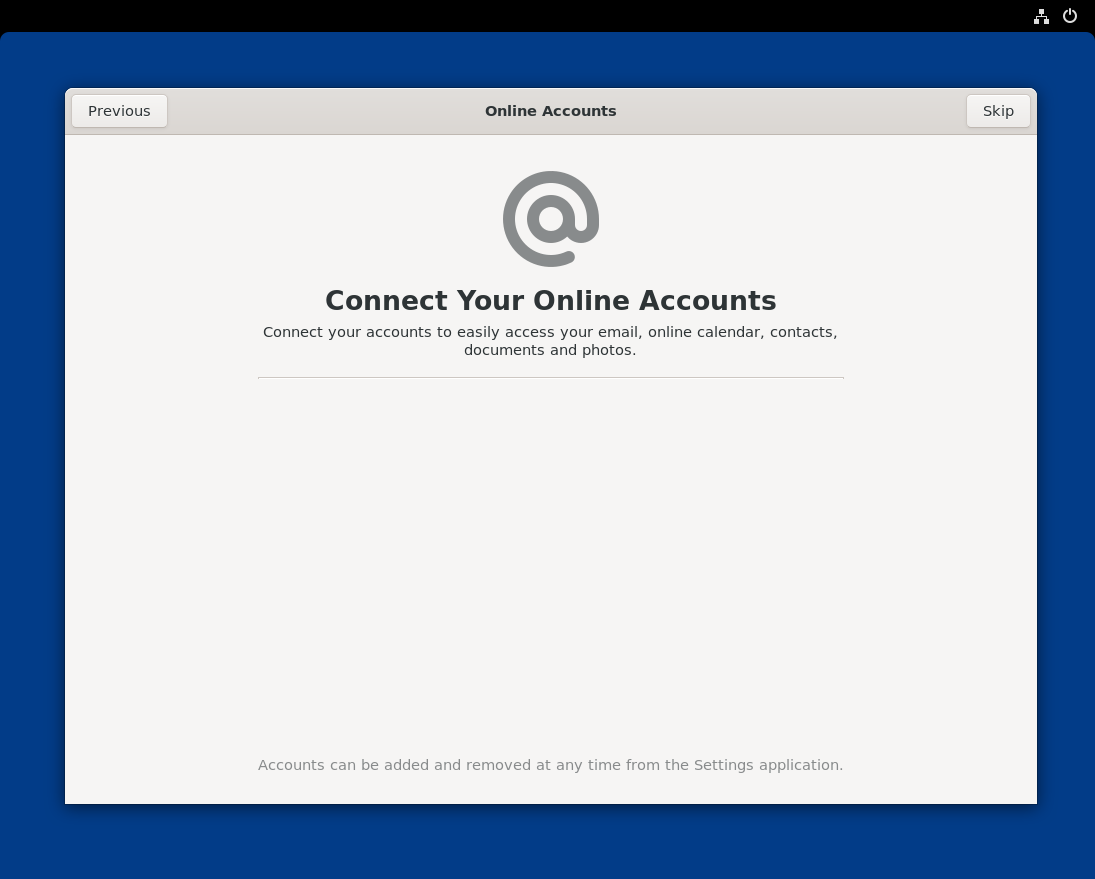 Previous
Online Accounts
Skip
Connect Your Online Accounts
Connect your accounts to easily access your email, online calendar, contacts,
documents and photos.
Accounts can be added and removed at any time from the Settings application.